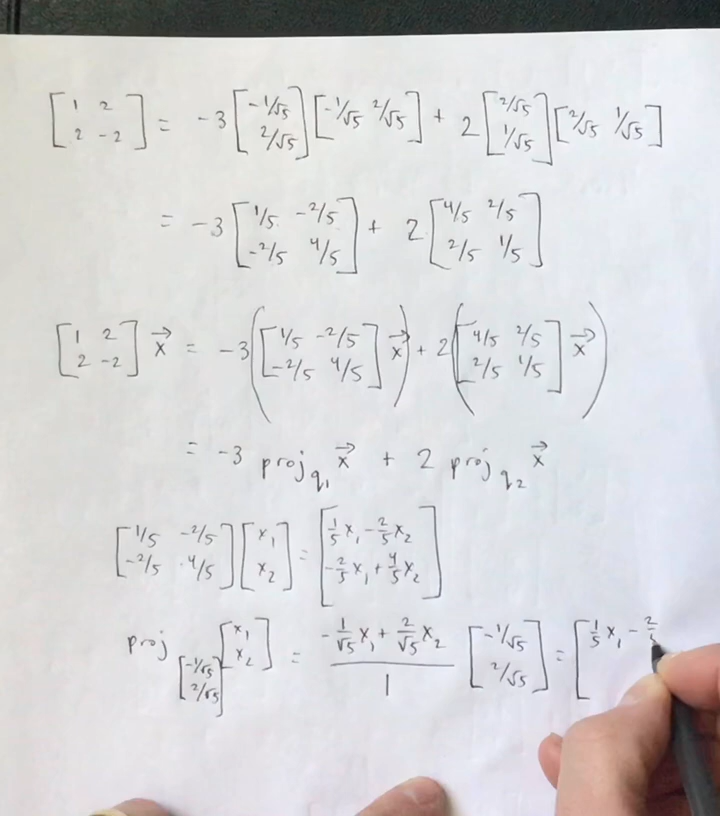 [1 2; 2 -2] = -3 [-1/√5; 2/√5] [-1/√5 2/√5] + 2 [2/√5; 1/√5] [2/√5 1/√5]
= -3 [1/5 -2/5; -2/5 4/5] + 2 [4/5 2/5; 2/5 1/5]
[1 2; 2 -2] x⃗ = -3 ([1/5 -2/5; -2/5 4/5] x⃗) + 2 ([4/5 2/5; 2/5 1/5] x⃗)
= -3 proj_q₁ x⃗ + 2 proj_q₂ x⃗
[1/5 -2/5; -2/5 4/5] [x₁; x₂] = [1/5 x₁ - 2/5 x₂; -2/5 x₁ + 4/5 x₂]
proj_[-1/√5; 2/√5] [x₁; x₂] = (-1/√5 x₁ + 2/√5 x₂)/1 [-1/√5; 2/√5] = [1/5 x₁ - 2/